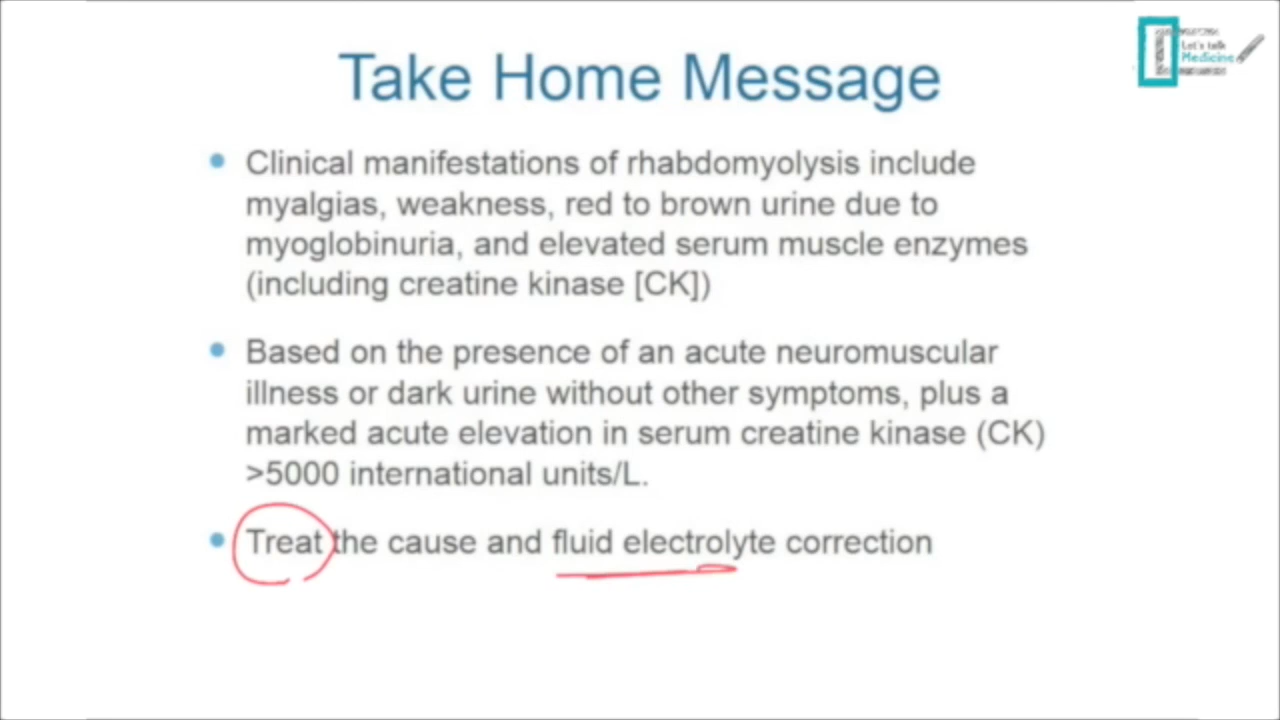 Let's talk
Medicine
Take Home Message
Clinical manifestations of rhabdomyolysis include
myalgias, weakness, red to brown urine due to
myoglobinuria, and elevated serum muscle enzymes
(including creatine kinase [CK])
Based on the presence of an acute neuromuscular
illness or dark urine without other symptoms, plus a
marked acute elevation in serum creatine kinase (CK)
>5000 international units/L.
Treat the cause and fluid electrolyte correction